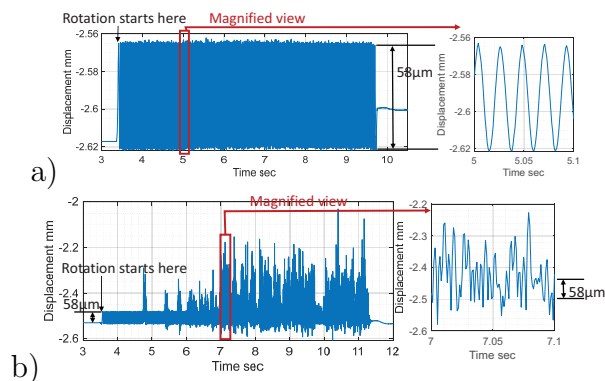 Rotation starts here
Magnified view
-2.56
-2.58
-2.6
-2.62
Displacement mm
58μm
3 4 5 6 7 8 9 10
Time sec
-2.56
-2.58
-2.6
-2.62
Displacement mm
5 5.05 5.1
Time sec
a)
Magnified view
-2
-2.2
-2.4
-2.6
Displacement mm
Rotation starts here
58μm
3 4 5 6 7 8 9 10 11 12
Time sec
-2.2
-2.3
-2.4
-2.5
-2.6
Displacement mm
58μm
7 7.05 7.1
Time sec
b)